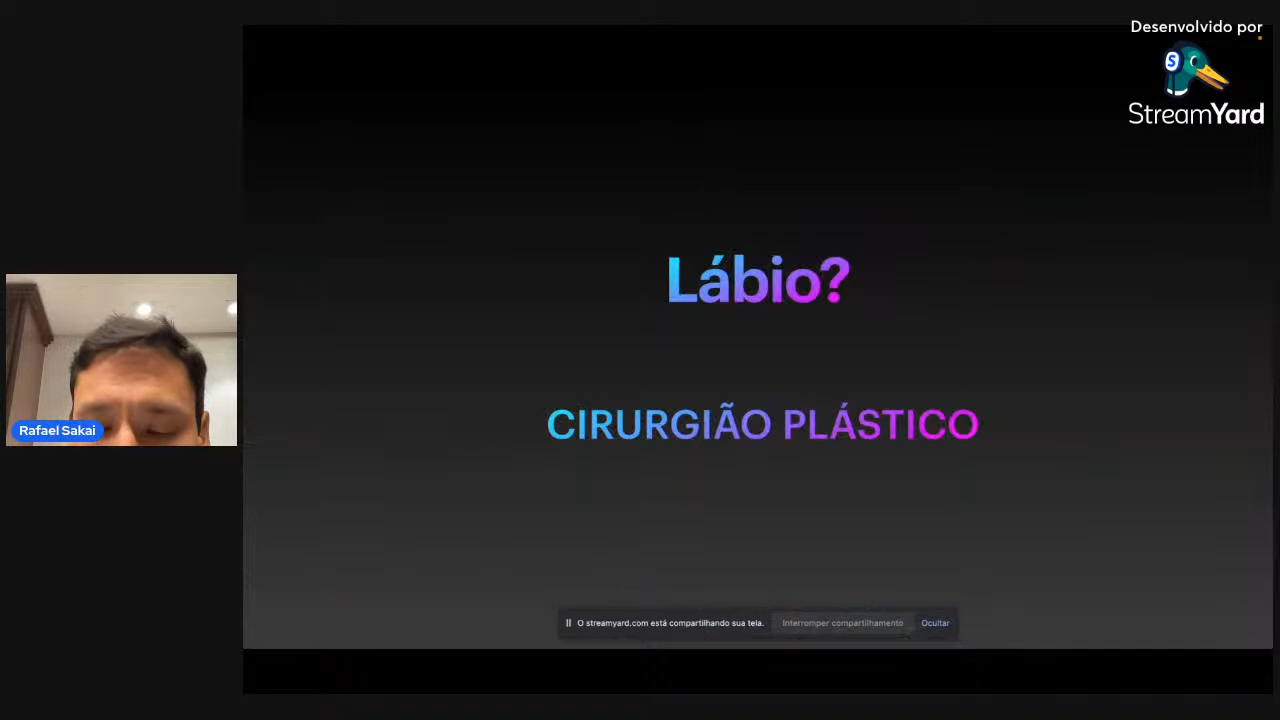 Desenvolvido por
StreamYard
Lábio?
CIRURGIÃO PLÁSTICO
Rafael Sakai
O streamyard.com está compartilhando sua tela. Interromper compartilhamento Ocultar